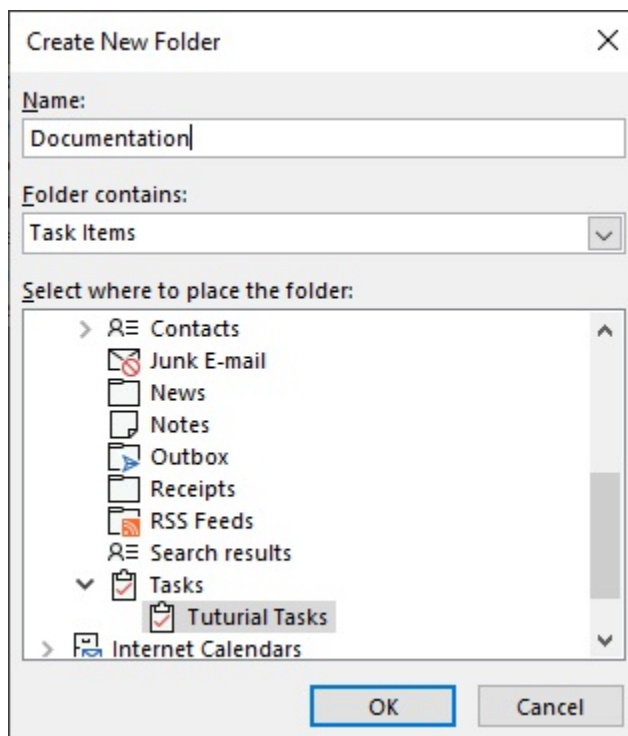 Create New Folder
Name:
Documentation
Folder contains:
Task Items
Select where to place the folder:
Contacts
Junk E-mail
News
Notes
Outbox
Receipts
RSS Feeds
Search results
Tasks
Tuturial Tasks
Internet Calendars
OK Cancel